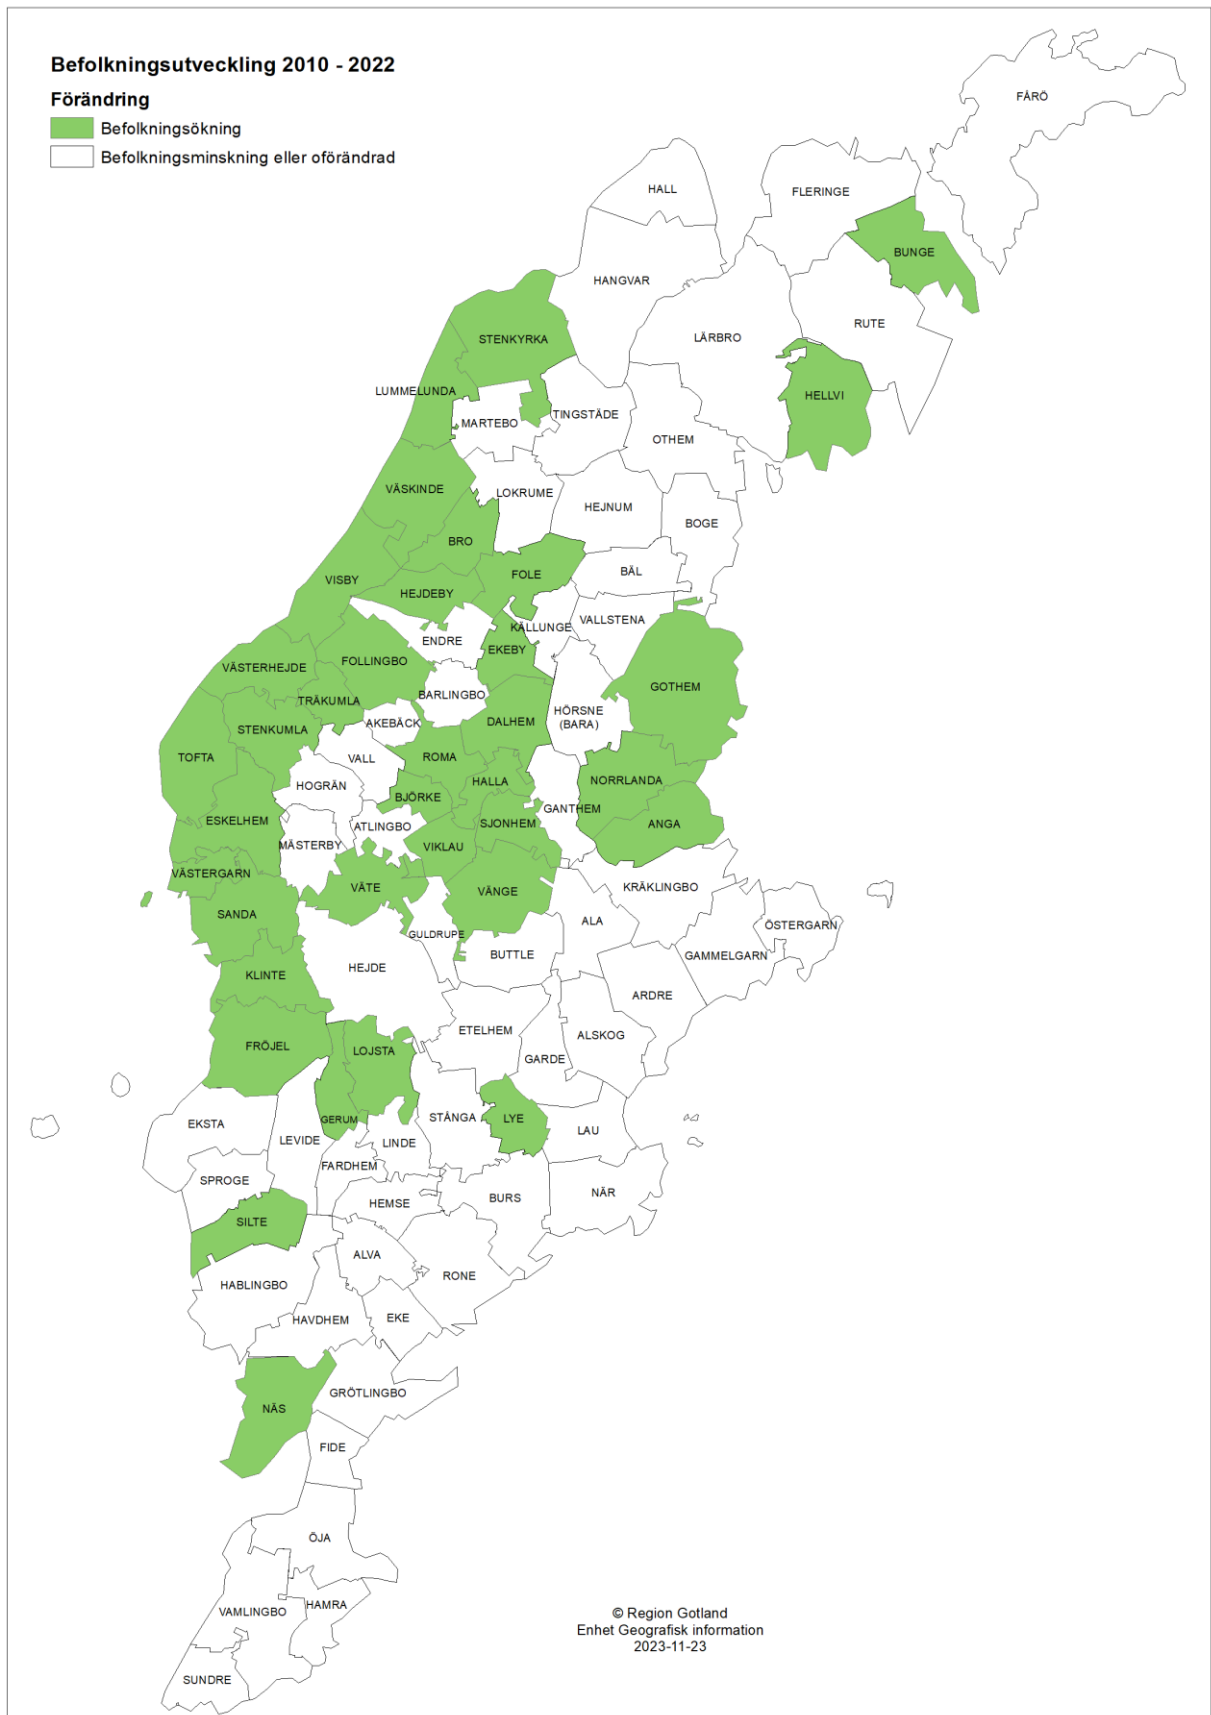 Befolkningsutveckling 2010 - 2022
Förändring
Befolkningsökning
Befolkningsminskning eller oförändrad
FÅRÖ
HALL
FLERINGE
BUNGE
HANGVAR
RUTE
LÄRBRO
STENKYRKA
LUMMELUNDA
HELLVI
MARTEBO
TINGSTÄDE
OTHEM
VÄSKINDE
LOKRUME
HEJNUM
BOGE
BRO
FOLE
BÄL
VISBY
HEJDEBY
VALLSTENA
KÄLLUNGE
ENDRE
EKEBY
VÄSTERHEJDE
FOLLINGBO
GOTHEM
BARLINGBO
TRÄKUMLA
HÖRSNE
(BARA)
AKEBÄCK
DALHEM
STENKUMLA
TOFTA
VALL
ROMA
HALLA
NORRLANDA
HOGRÄN
BJÖRKE
GANTHEM
ESKELHEM
ATLINGBO
SJONHEM
ANGA
MÄSTERBY
VIKLAU
VÄSTERGARN
VÄTE
VÄNGE
KRÄKLINGBO
SANDA
ALA
ÖSTERGARN
GULDRUPE
BUTTLE
GAMMELGARN
HEJDE
KLINTE
ARDRE
ETELHEM
ALSKOG
FRÖJEL
LOJSTA
GARDE
GERUM
STÅNGA
LYE
EKSTA
LAU
LEVIDE
LINDE
FARDHEM
SPROGE
NÄR
HEMSE
BURS
SILTE
ALVA
RONE
HABLINGBO
HAVDHEM
EKE
GRÖTLINGBO
NÄS
FIDE
ÖJA
HAMRA
VAMLINGBO
SUNDRE
© Region Gotland
Enhet Geografisk information
2023-11-23